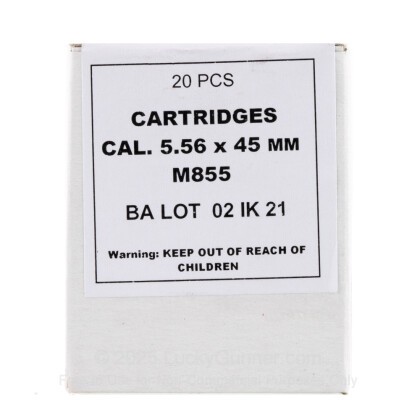 20 PCS
CARTRIDGES
CAL. 5.56 x 45 MM
M855
BA LOT 02 IK 21
Warning: KEEP OUT OF REACH OF
CHILDREN